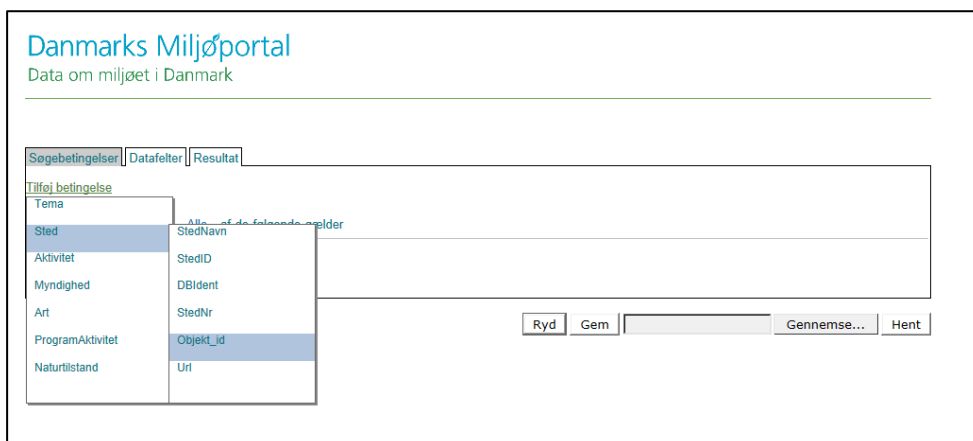 Danmarks Miljøportal
Data om miljøet i Danmark
Søgebetingelser Datafelter Resultat
Tilføj betingelse
Tema
Alle af de følgende gælder
Sted StedNavn
Aktivitet StedID
Myndighed DBIdent
Art StedNr
ProgramAktivitet Objekt_id
Naturtilstand Url
Ryd Gem Gennemse... Hent